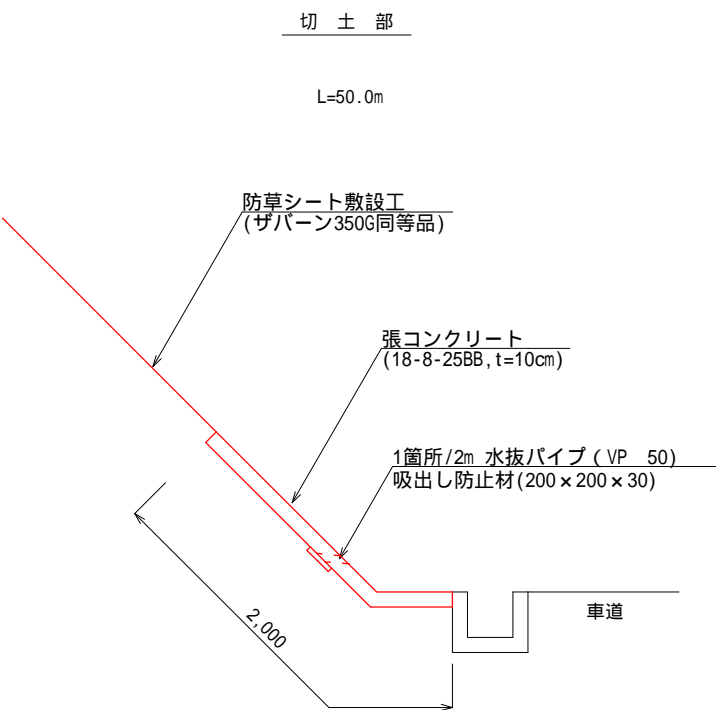 切 土 部
L=50.0m
防草シート敷設工
(ザバーン350G同等品)
張コンクリート
(18-8-25BB,t=10cm)
1箇所/2m 水抜パイプ（VP 50)
吸出し防止材(200×200×30)
車道
2,000